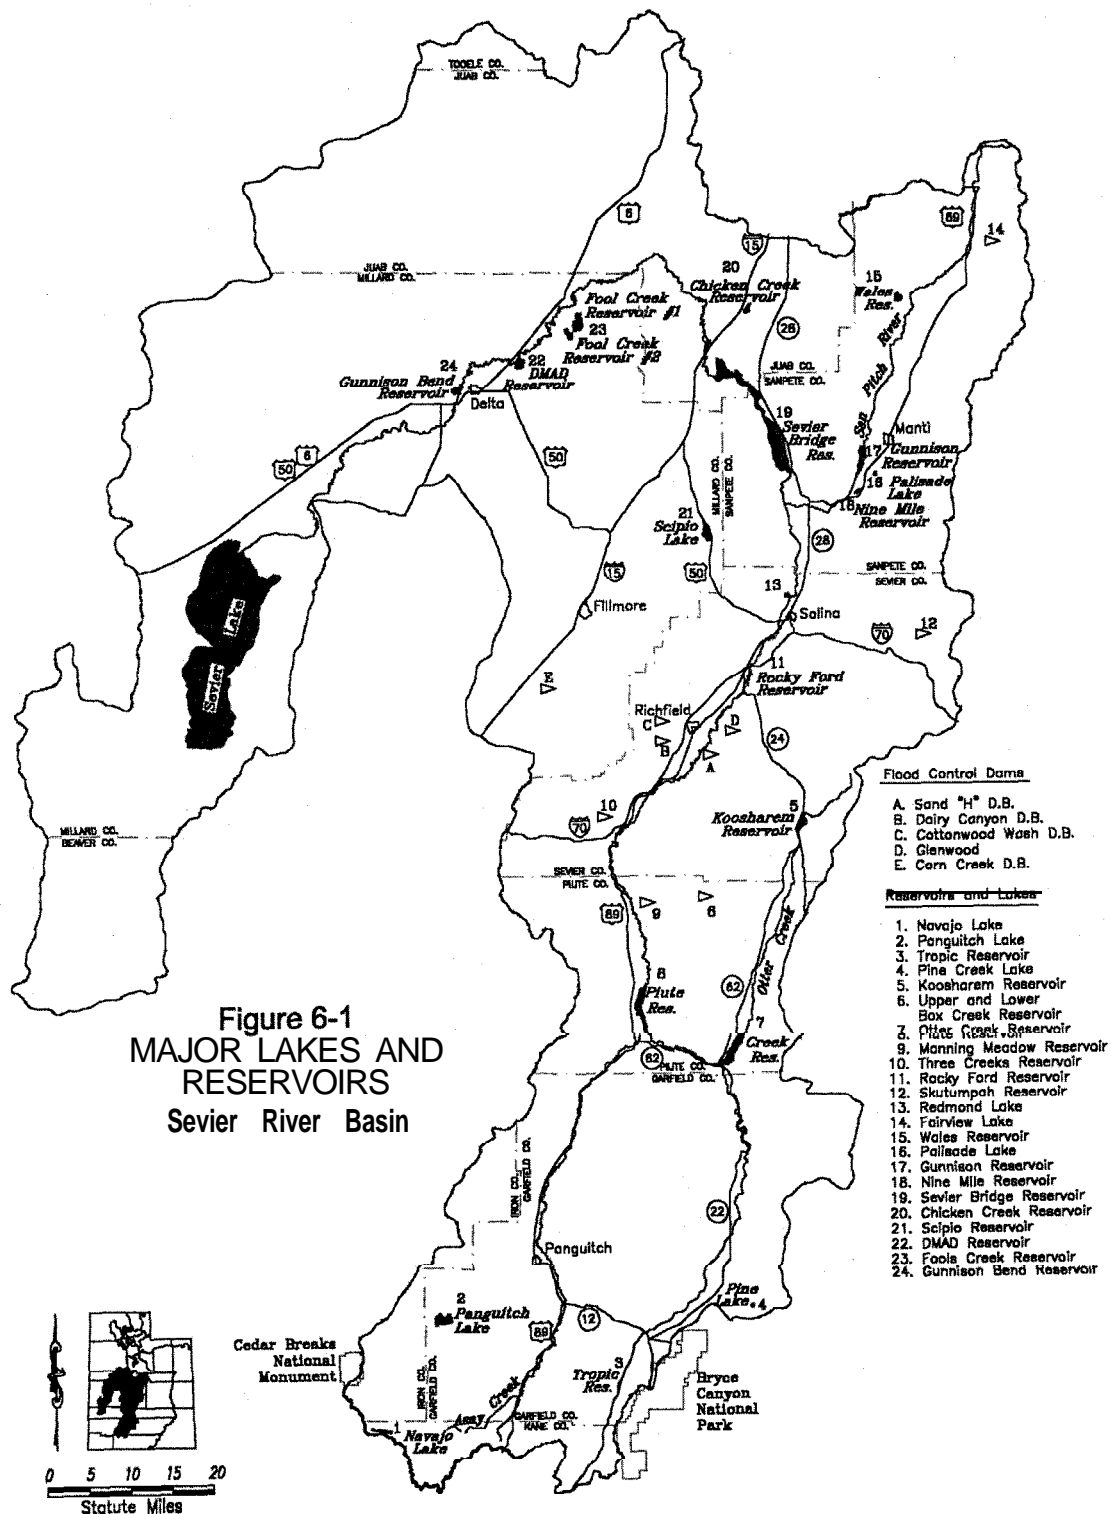 TOOELE CO.
JUAB CO.
6
89
14
15
20
Chicken Creek
Reservoir
15
Wales
Res.
JUAB CO.
MILLARD CO.
Fool Creek
Reservoir #1
23
Fool Creek
Reservoir #2
28
San Pitch River
24
Gunnison Bend
Reservoir
22
DMAD
Reservoir
Delta
JUAB CO.
SANPETE CO.
19
Sevier
Bridge
Res.
Manti
17
Gunnison
Reservoir
16
Palisade
Lake
18
Nine Mile
Reservoir
6
50
50
MILLARD CO.
SANPETE CO.
21
Scipio
Lake
28
15
50
SANPETE CO.
SEVIER CO.
Fillmore
13
Salina
70
12
Sevier
Lake
E
11
Rocky Ford
Reservoir
Richfield
C
B
D
A
24
10
70
5
Koosharem
Reservoir
MILLARD CO.
BEAVER CO.
SEVIER CO.
PIUTE CO.
89
9
6
Otter Creek
8
Piute
Res.
62
7
Creek
Res.
62
PIUTE CO.
GARFIELD CO.
Flood Control Dams
A. Sand "H" D.B.
B. Dairy Canyon D.B.
C. Cottonwood Wash D.B.
D. Glenwood
E. Corn Creek D.B.
Reservoirs and Lakes
1. Navajo Lake
2. Panguitch Lake
3. Tropic Reservoir
4. Pine Creek Lake
5. Koosharem Reservoir
6. Upper and Lower
Box Creek Reservoir
7. Otter Creek Reservoir
8. Piute Reservoir
9. Manning Meadow Reservoir
10. Three Creeks Reservoir
11. Rocky Ford Reservoir
12. Skutumpah Reservoir
13. Redmond Lake
14. Fairview Lake
15. Wales Reservoir
16. Palisade Lake
17. Gunnison Reservoir
18. Nine Mile Reservoir
19. Sevier Bridge Reservoir
20. Chicken Creek Reservoir
21. Scipio Reservoir
22. DMAD Reservoir
23. Fools Creek Reservoir
24. Gunnison Bend Reservoir
Figure 6-1
MAJOR LAKES AND
RESERVOIRS
Sevier River Basin
IRON CO.
GARFIELD CO.
22
Panguitch
Pine
Lake 4
2
Panguitch
Lake
89
12
Cedar Breaks
National
Monument
IRON CO.
GARFIELD CO.
3
Tropic
Res.
Bryce
Canyon
National
Park
Asay Creek
GARFIELD CO.
KANE CO.
1
Navajo
Lake
0 5 10 15 20
Statute Miles